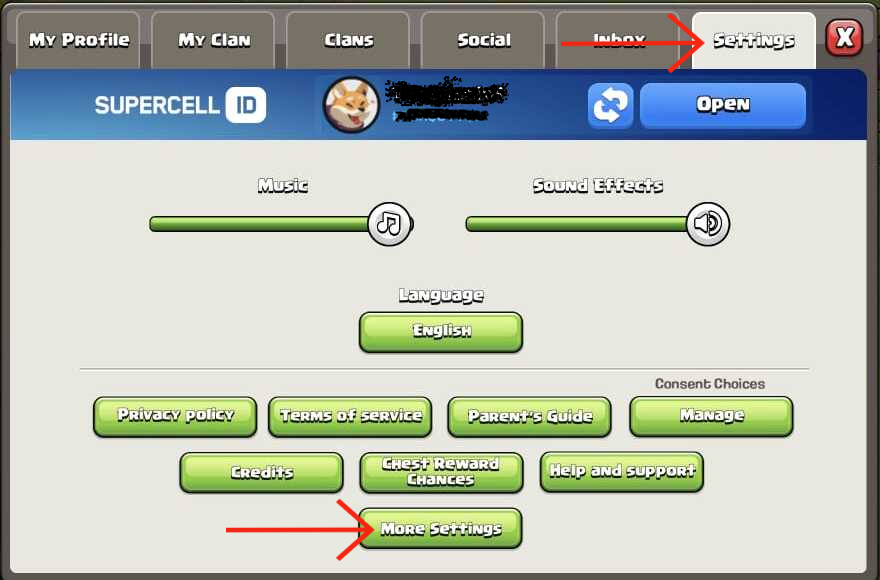 My Profile
My Clan
Clans
Social
Inbox
Settings
X
SUPERCELL ID
Open
Music
Sound Effects
Language
English
Consent Choices
Privacy policy
Terms of service
Parent's Guide
Manage
Credits
Chest Reward
Chances
Help and support
More Settings